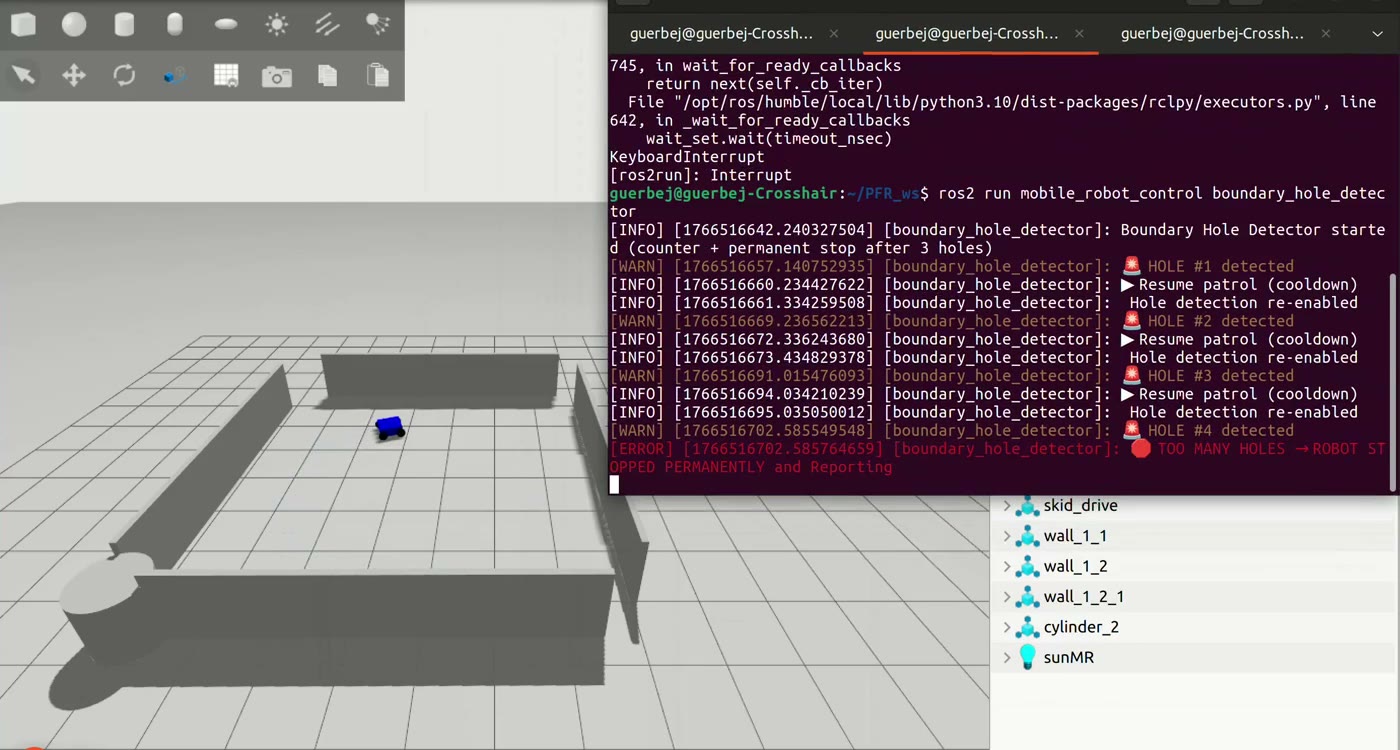 guerbej@guerbej-Crossh...
guerbej@guerbej-Crossh...
guerbej@guerbej-Crossh...
745, in wait_for_ready_callbacks
return next(self._cb_iter)
File "/opt/ros/humble/local/lib/python3.10/dist-packages/rclpy/executors.py", line
642, in _wait_for_ready_callbacks
wait_set.wait(timeout_nsec)
KeyboardInterrupt
[ros2run]: Interrupt
guerbej@guerbej-Crosshair:~/PFR_ws$ ros2 run mobile_robot_control boundary_hole_detec
tor
[INFO] [1766516642.240327504] [boundary_hole_detector]: Boundary Hole Detector starte
d (counter + permanent stop after 3 holes)
[WARN] [1766516657.140752935] [boundary_hole_detector]: 🚨 HOLE #1 detected
[INFO] [1766516660.234427622] [boundary_hole_detector]: ▶ Resume patrol (cooldown)
[INFO] [1766516661.334259508] [boundary_hole_detector]: Hole detection re-enabled
[WARN] [1766516669.236562213] [boundary_hole_detector]: 🚨 HOLE #2 detected
[INFO] [1766516672.336243680] [boundary_hole_detector]: ▶ Resume patrol (cooldown)
[INFO] [1766516673.434829378] [boundary_hole_detector]: Hole detection re-enabled
[WARN] [1766516691.015476093] [boundary_hole_detector]: 🚨 HOLE #3 detected
[INFO] [1766516694.034210239] [boundary_hole_detector]: ▶ Resume patrol (cooldown)
[INFO] [1766516695.035050012] [boundary_hole_detector]: Hole detection re-enabled
[WARN] [1766516702.585549548] [boundary_hole_detector]: 🚨 HOLE #4 detected
[ERROR] [1766516702.585764659] [boundary_hole_detector]: 🛑 TOO MANY HOLES → ROBOT ST
OPPED PERMANENTLY and Reporting
skid_drive
wall_1_1
wall_1_2
wall_1_2_1
cylinder_2
sunMR